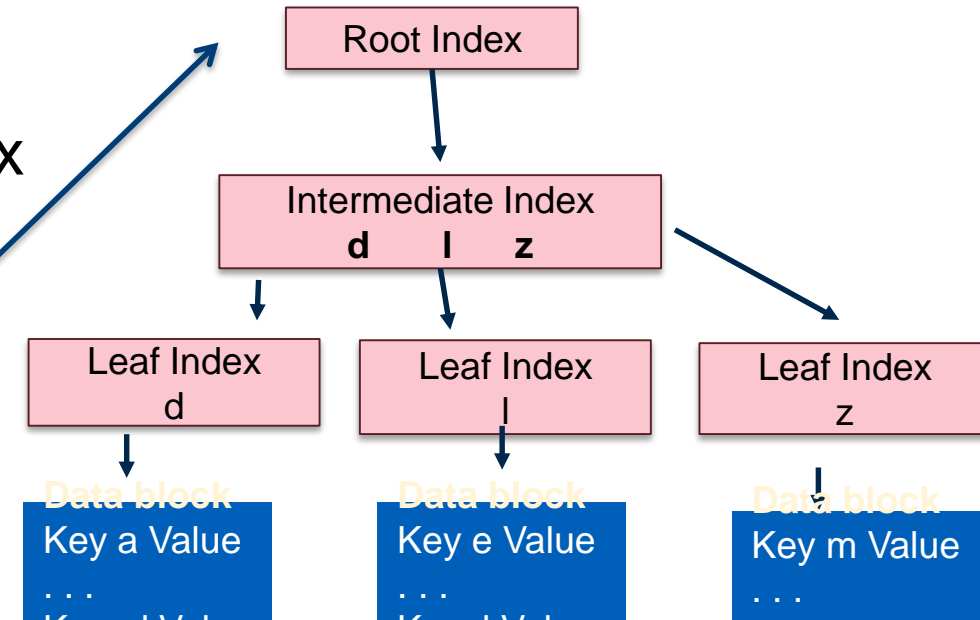 Root Index
x
Intermediate Index
d l z
Leaf Index
d
Leaf Index
l
Leaf Index
z
Data block
Key a Value
. . .
Data block
Key e Value
. . .
Data block
Key m Value
. . .